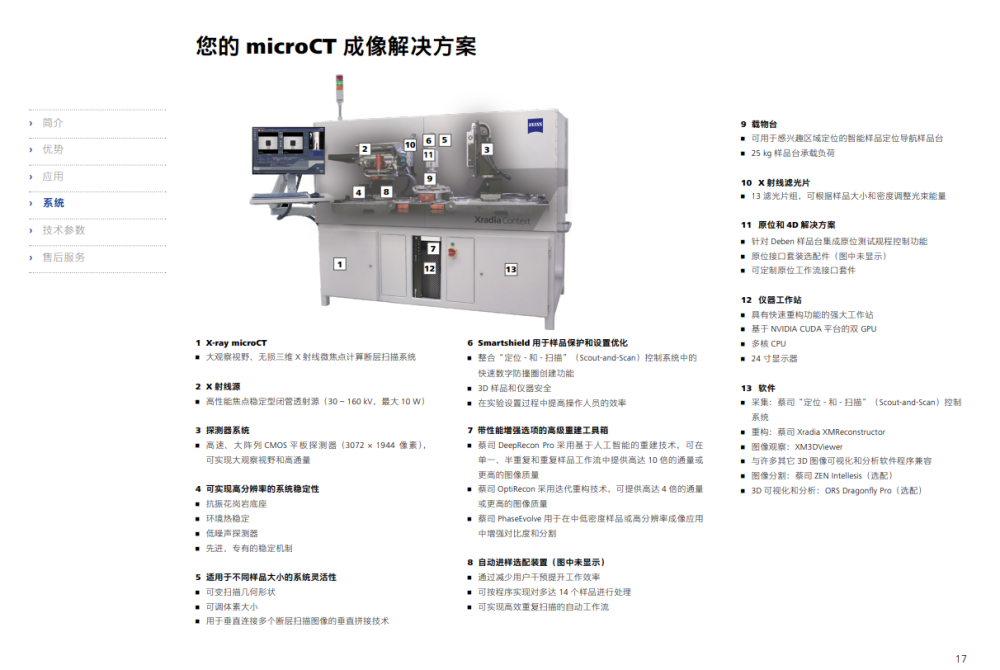 您的 microCT 成像解决方案
› 简介
› 优势
› 应用
› 系统
› 技术参数
› 售后服务
ZEISS
2
10
6
5
11
3
9
4
8
Xradia Context
7
1
12
13
1 X-ray microCT
■ 大观察视野、无损三维 X 射线微焦点计算断层扫描系统
2 X 射线源
■ 高性能焦点稳定型闭管透射源（30 – 160 kV，最大 10 W）
3 探测器系统
■ 高速、大阵列 CMOS 平板探测器（3072 × 1944 像素），
可实现大观察视野和高通量
4 可实现高分辨率的系统稳定性
■ 抗振花岗岩底座
■ 环境热稳定
■ 低噪声探测器
■ 先进、专有的稳定机制
5 适用于不同样品大小的系统灵活性
■ 可变扫描几何形状
■ 可调体素大小
■ 用于垂直连接多个断层扫描图像的垂直拼接技术
6 Smartshield 用于样品保护和设置优化
■ 整合“定位 - 和 - 扫描”（Scout-and-Scan）控制系统中的
快速数字防撞圈创建功能
■ 3D 样品和仪器安全
■ 在实验设置过程中提高操作人员的效率
7 带性能增强选项的高级重建工具箱
■ 蔡司 DeepRecon Pro 采用基于人工智能的重建技术，可在
单一、半重复和重复样品工作流中提供高达 10 倍的通量或
更高的图像质量
■ 蔡司 OptiRecon 采用迭代重构技术，可提供高达 4 倍的通量
或更高的图像质量
■ 蔡司 PhaseEvolve 用于在中低密度样品或高分辨率成像应用
中增强对比度和分割
8 自动进样选配装置（图中未显示）
■ 通过减少用户干预提升工作效率
■ 可按程序实现对多达 14 个样品进行处理
■ 可实现高效重复扫描的自动工作流
9 载物台
■ 可用于感兴趣区域定位的智能样品定位导航样品台
■ 25 kg 样品台承载负荷
10 X 射线滤光片
■ 13 滤光片组，可根据样品大小和密度调整光束能量
11 原位和 4D 解决方案
■ 针对 Deben 样品台集成原位测试规程控制功能
■ 原位接口套装选配件（图中未显示）
■ 可定制原位工作流接口套件
12 仪器工作站
■ 具有快速重构功能的强大工作站
■ 基于 NVIDIA CUDA 平台的双 GPU
■ 多核 CPU
■ 24 寸显示器
13 软件
■ 采集：蔡司“定位 - 和 - 扫描”（Scout-and-Scan）控制
系统
■ 重构：蔡司 Xradia XMReconstructor
■ 图像观察：XM3DViewer
■ 与许多其它 3D 图像可视化和分析软件程序兼容
■ 图像分割：蔡司 ZEN Intellesis（选配）
■ 3D 可视化和分析：ORS Dragonfly Pro（选配）
17